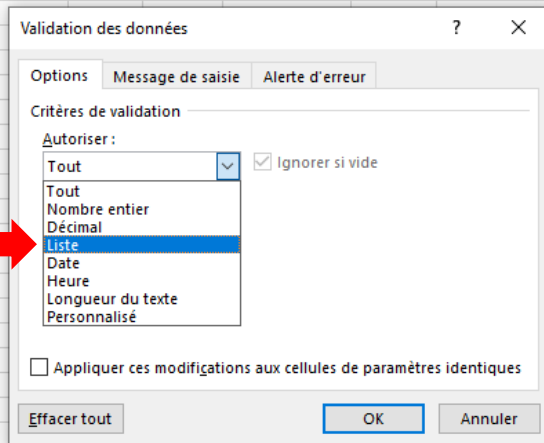 Validation des données ? ×
Options Message de saisie Alerte d'erreur
Critères de validation
Autoriser :
Tout Ignorer si vide
Tout
Nombre entier
Décimal
Liste
Date
Heure
Longueur du texte
Personnalisé
Appliquer ces modifications aux cellules de paramètres identiques
Effacer tout OK Annuler